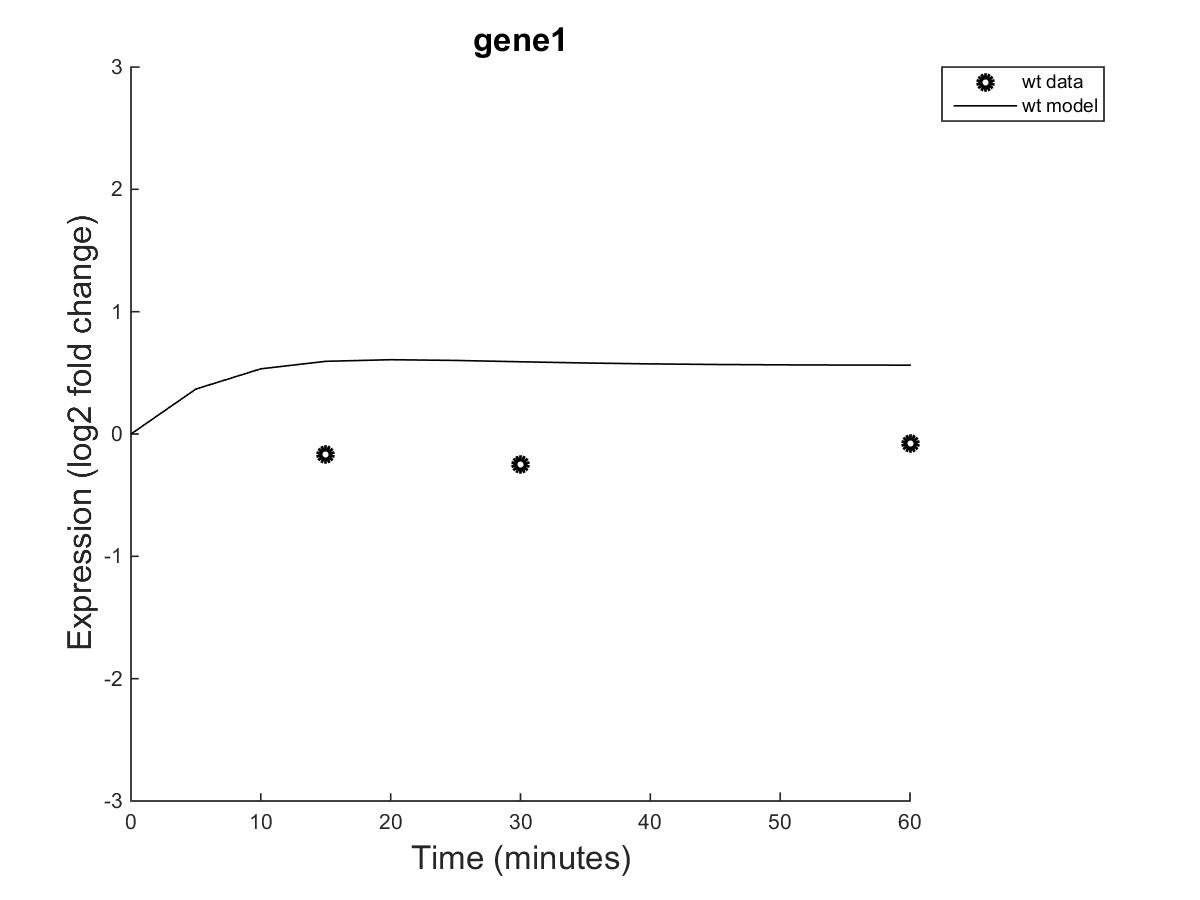 gene1
wt data
wt model
Expression (log2 fold change)
3
2
1
0
-1
-2
-3
0 10 20 30 40 50 60
Time (minutes)